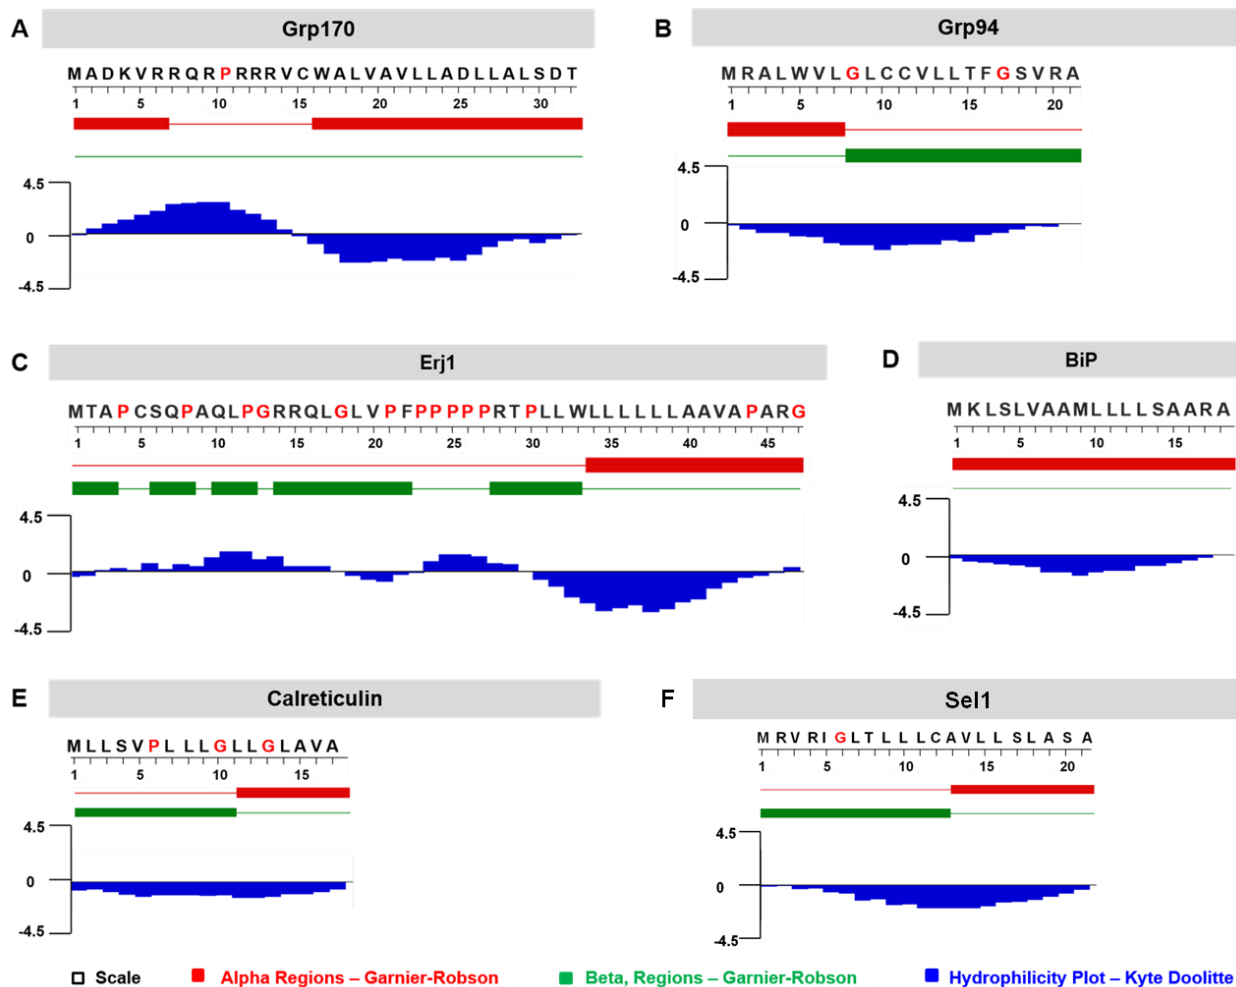 A Grp170
MADKVRRQRPRRRVCWALVAVLLADLLALSDT
1 5 10 15 20 25 30
4.5
0
-4.5
B Grp94
MRALWVLGLCCVLLTFGSVRA
1 5 10 15 20
4.5
0
-4.5
C Erj1
MTAPCSQPAQLPGRRQLGLVPFPPPPPRTPLLWLLLLLLAAVAPARG
1 5 10 15 20 25 30 35 40 45
4.5
0
-4.5
D BiP
MKLSLVAAMLLLLSAARA
1 5 10 15
4.5
0
-4.5
E Calreticulin
MLLSVPLLLGLLGLAVA
1 5 10 15
4.5
0
-4.5
F Sel1
MRVRIGLTLLLCAVLLSLASA
1 5 10 15 20
4.5
0
-4.5
Scale Alpha Regions – Garnier-Robson Beta, Regions – Garnier-Robson Hydrophilicity Plot – Kyte Doolitte